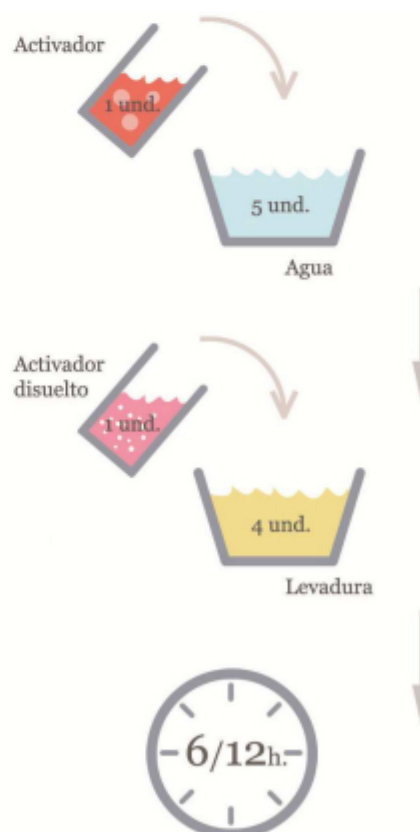 Activador
1 und.
5 und.
Agua
Activador
disuelto
1 und.
4 und.
Levadura
6/12h.